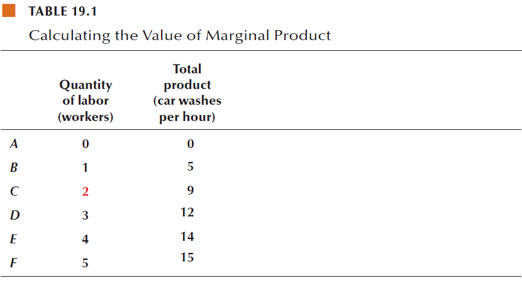 TABLE 19.1
Calculating the Value of Marginal Product
Quantity of labor (workers) Total product (car washes per hour)
A 0 0
B 1 5
C 2 9
D 3 12
E 4 14
F 5 15